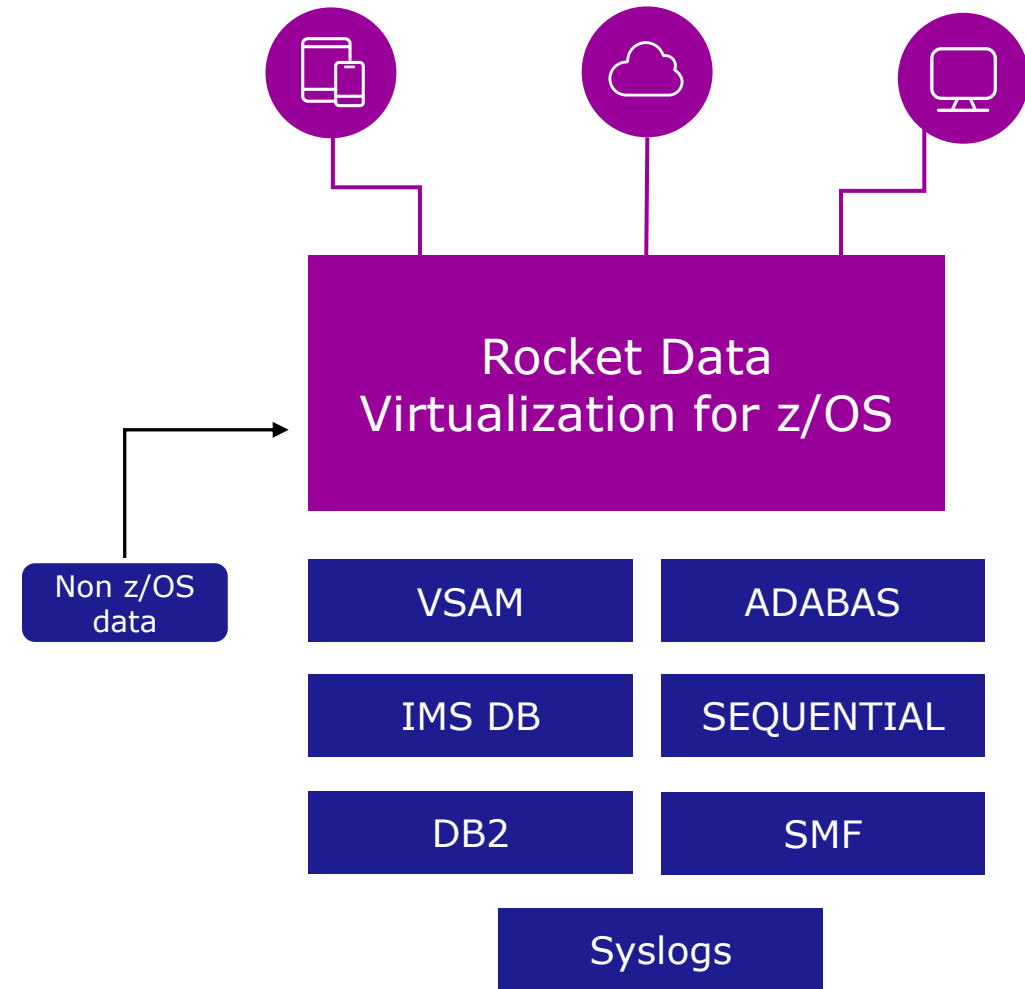 Rocket Data
Virtualization for z/OS
Non z/OS
data
VSAM
ADABAS
IMS DB
SEQUENTIAL
DB2
SMF
Syslogs